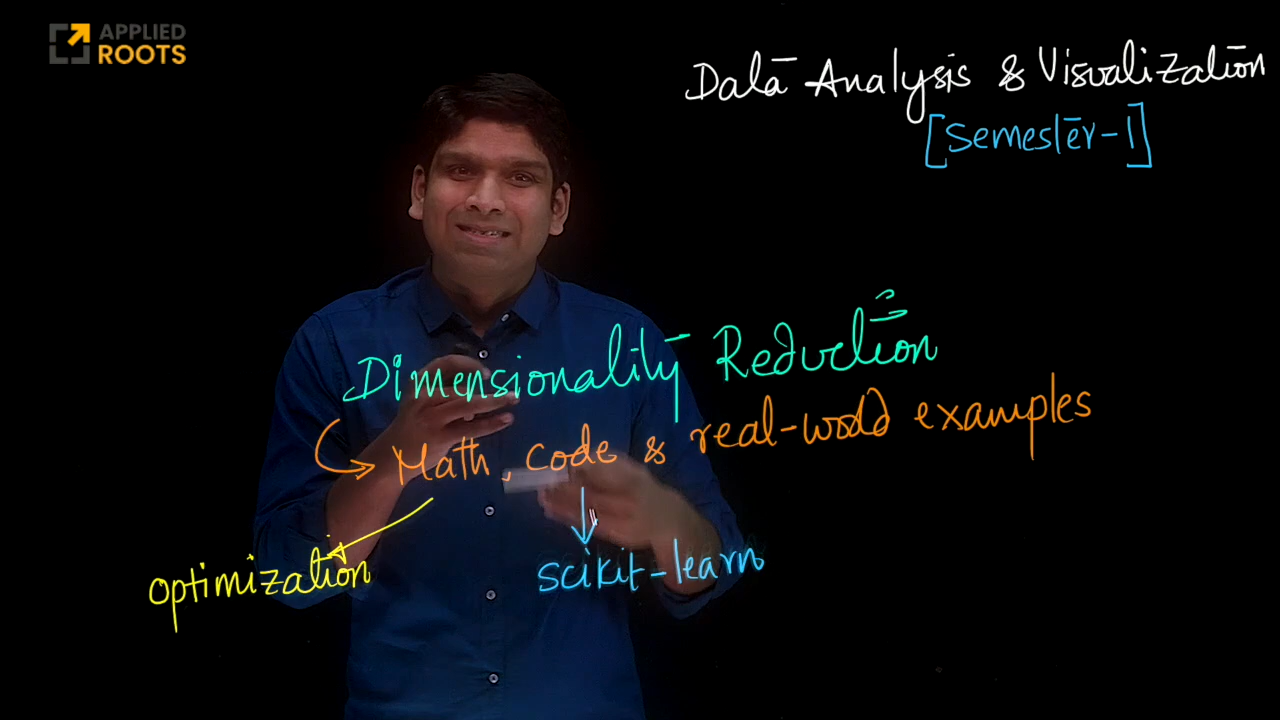 APPLIED
ROOTS
Data Analysis & Visualization
[Semester-1]
Dimensionality Reduction
Math, code & real-world examples
optimization
scikit-learn